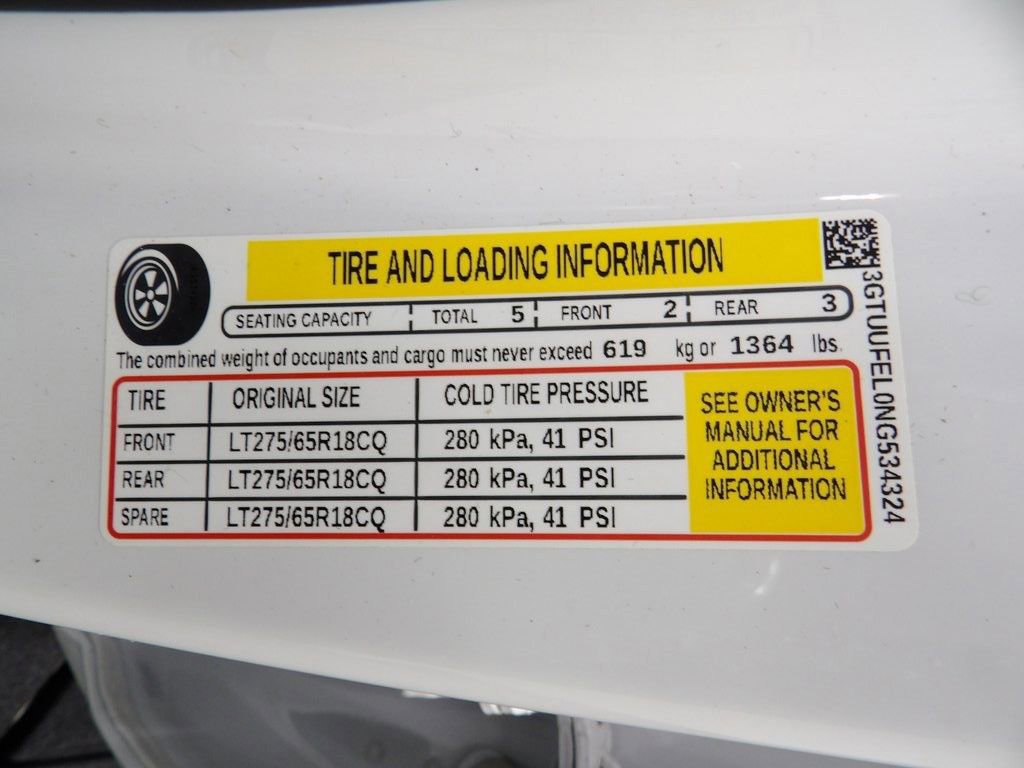 TIRE AND LOADING INFORMATION
SEATING CAPACITY TOTAL 5 FRONT 2 REAR 3
The combined weight of occupants and cargo must never exceed 619 kg or 1364 lbs.
TIRE ORIGINAL SIZE COLD TIRE PRESSURE
FRONT LT275/65R18CQ 280 kPa, 41 PSI
REAR LT275/65R18CQ 280 kPa, 41 PSI
SPARE LT275/65R18CQ 280 kPa, 41 PSI
SEE OWNER'S
MANUAL FOR
ADDITIONAL
INFORMATION
3GTUUFEL0NG534324